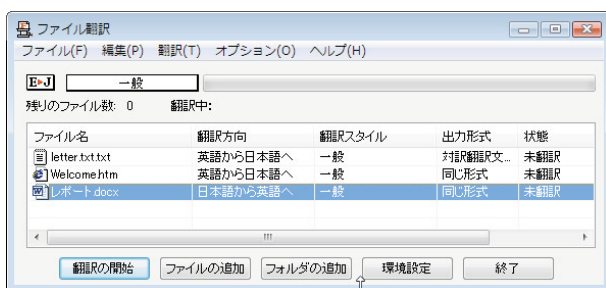 ファイル翻訳
ファイル(F) 編集(P) 翻訳(T) オプション(O) ヘルプ(H)
E▸J 一般
残りのファイル数: 0 翻訳中:
ファイル名 翻訳方向 翻訳スタイル 出力形式 状態
letter.txt.txt 英語から日本語へ 一般 対訳翻訳文... 未翻訳
Welcome.htm 英語から日本語へ 一般 同じ形式 未翻訳
レポート.docx 日本語から英語へ 一般 同じ形式 未翻訳
翻訳の開始 ファイルの追加 フォルダの追加 環境設定 終了